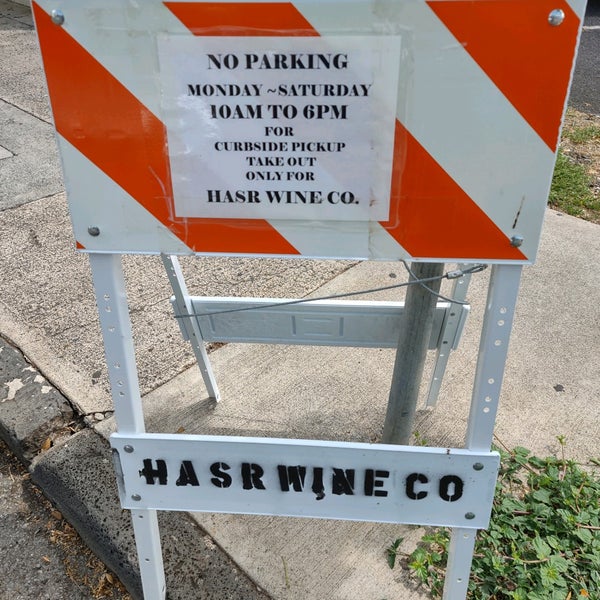 NO PARKING
MONDAY ~SATURDAY
10AM TO 6PM
FOR
CURBSIDE PICKUP
TAKE OUT
ONLY FOR
HASR WINE CO.
HASR WINE CO